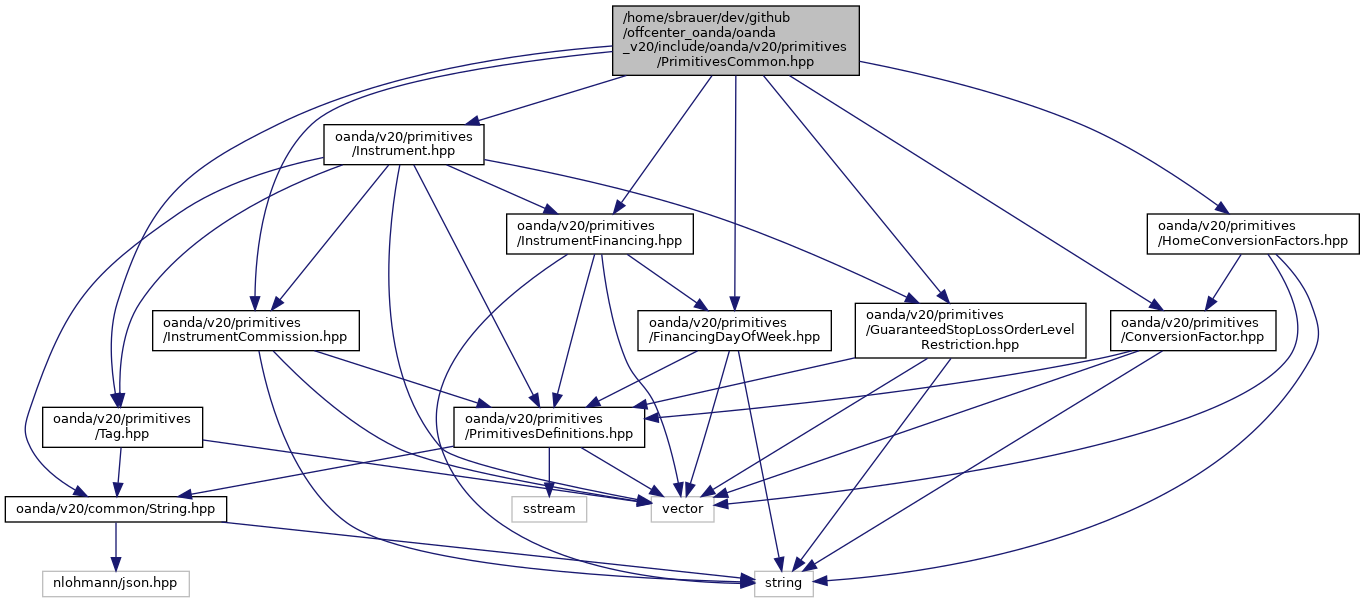 /home/sbrauer/dev/github
/offcenter_oanda/oanda
_v20/include/oanda/v20/primitives
/PrimitivesCommon.hpp
oanda/v20/primitives
/Instrument.hpp
oanda/v20/primitives
/InstrumentFinancing.hpp
oanda/v20/primitives
/HomeConversionFactors.hpp
oanda/v20/primitives
/InstrumentCommission.hpp
oanda/v20/primitives
/FinancingDayOfWeek.hpp
oanda/v20/primitives
/GuaranteedStopLossOrderLevel
Restriction.hpp
oanda/v20/primitives
/ConversionFactor.hpp
oanda/v20/primitives
/Tag.hpp
oanda/v20/primitives
/PrimitivesDefinitions.hpp
oanda/v20/common/String.hpp
sstream
vector
nlohmann/json.hpp
string